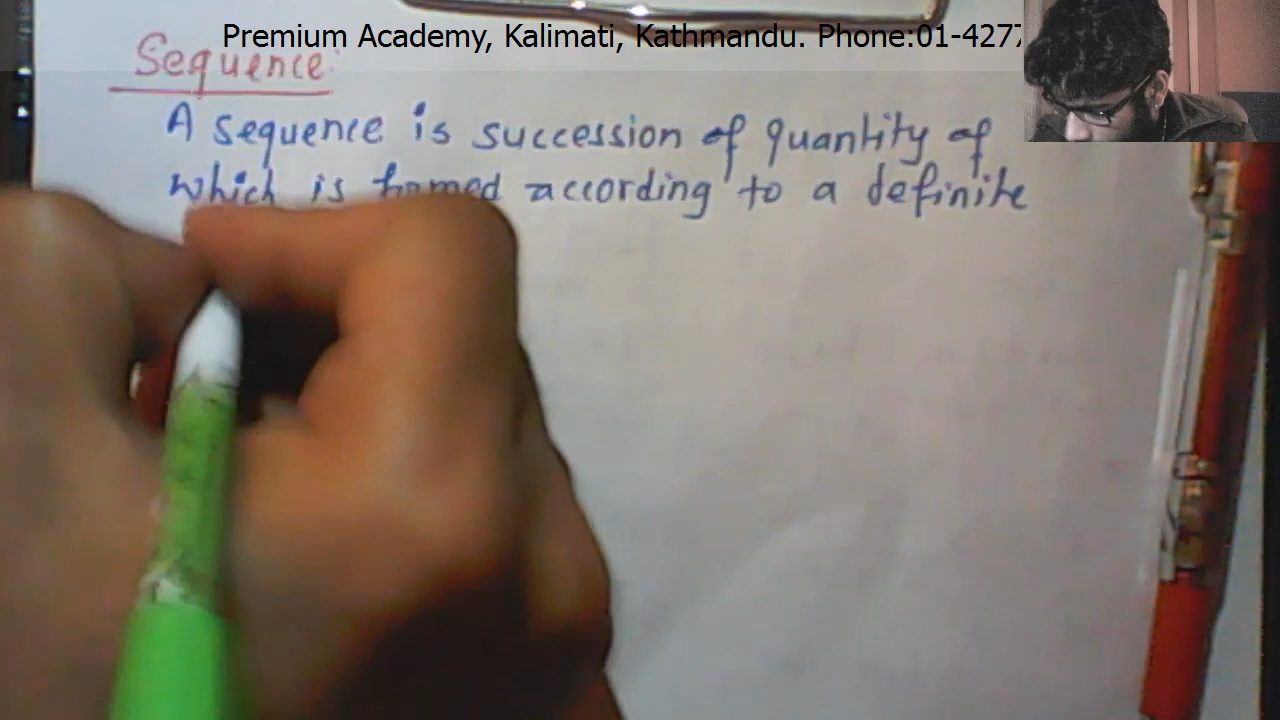 Premium Academy, Kalimati, Kathmandu. Phone:01-427
Sequence:
A sequence is succession of quantity of
which is formed according to a definite